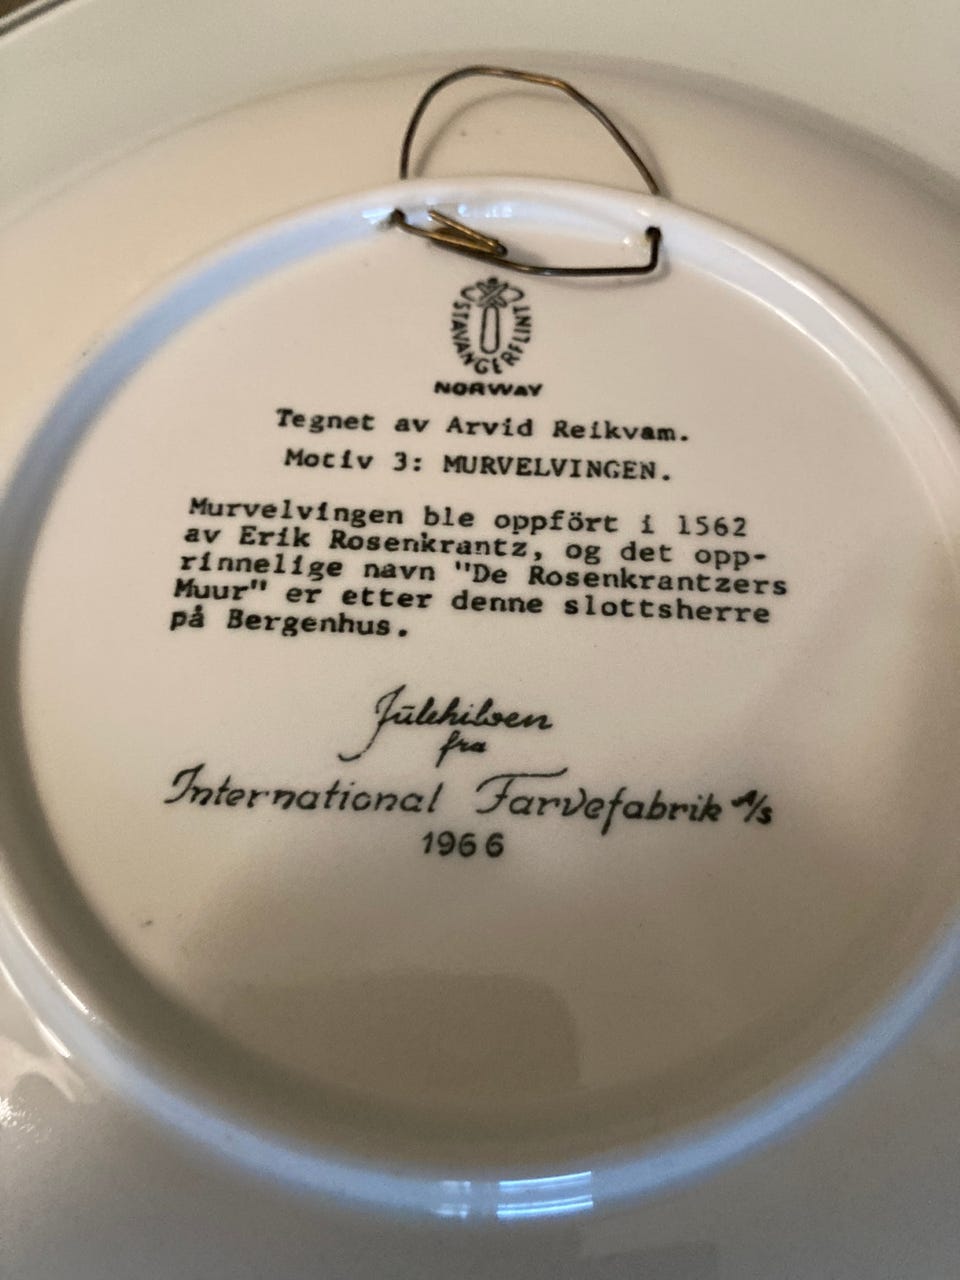 STAVANGERFLINT
NORWAY
Tegnet av Arvid Reikvam.
Motiv 3: MURVELVINGEN.
Murvelvingen ble oppfört i 1562
av Erik Rosenkrantz, og det opp-
rinnelige navn "De Rosenkrantzers
Muur" er etter denne slottsherre
på Bergenhus.
Julehilsen
fra
International Farvefabrik A/s
1966